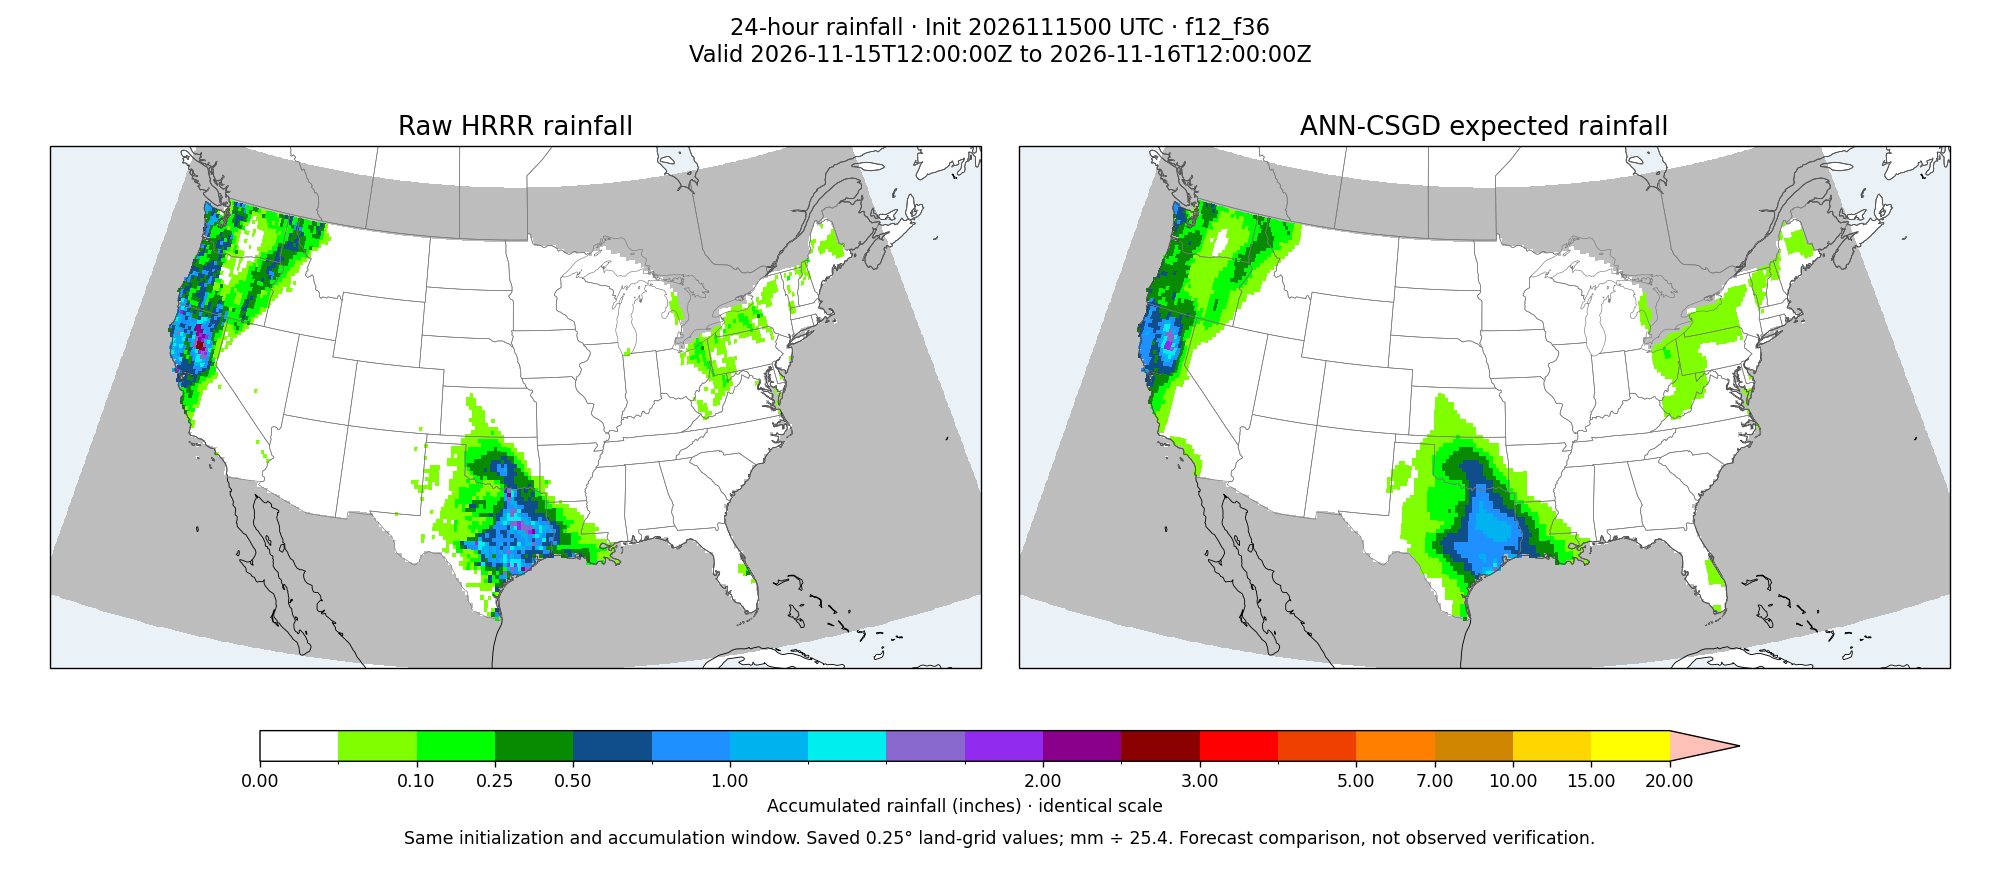 24-hour rainfall · Init 2026111500 UTC · f12_f36
Valid 2026-11-15T12:00:00Z to 2026-11-16T12:00:00Z
Raw HRRR rainfall
ANN-CSGD expected rainfall
0.00 0.10 0.25 0.50 1.00 2.00 3.00 5.00 7.00 10.00 15.00 20.00
Accumulated rainfall (inches) · identical scale
Same initialization and accumulation window. Saved 0.25° land-grid values; mm ÷ 25.4. Forecast comparison, not observed verification.